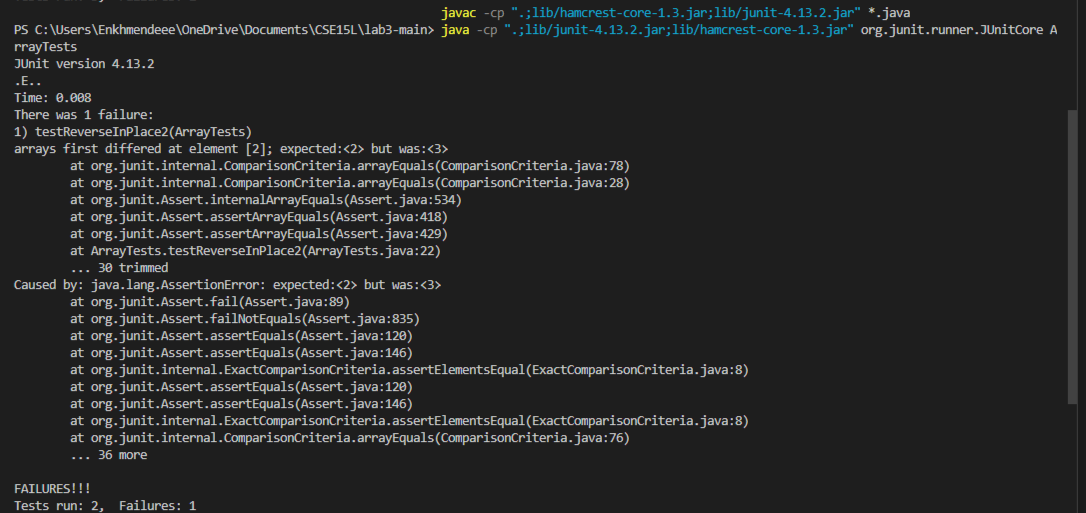 javac -cp ".;lib/hamcrest-core-1.3.jar;lib/junit-4.13.2.jar" *.java
PS C:\Users\Enkhmendeee\OneDrive\Documents\CSE15L\lab3-main> java -cp ".;lib/junit-4.13.2.jar;lib/hamcrest-core-1.3.jar" org.junit.runner.JUnitCore A
rrayTests
JUnit version 4.13.2
.E..
Time: 0.008
There was 1 failure:
1) testReverseInPlace2(ArrayTests)
arrays first differed at element [2]; expected:<2> but was:<3>
        at org.junit.internal.ComparisonCriteria.arrayEquals(ComparisonCriteria.java:78)
        at org.junit.internal.ComparisonCriteria.arrayEquals(ComparisonCriteria.java:28)
        at org.junit.Assert.internalArrayEquals(Assert.java:534)
        at org.junit.Assert.assertArrayEquals(Assert.java:418)
        at org.junit.Assert.assertArrayEquals(Assert.java:429)
        at ArrayTests.testReverseInPlace2(ArrayTests.java:22)
        ... 30 trimmed
Caused by: java.lang.AssertionError: expected:<2> but was:<3>
        at org.junit.Assert.fail(Assert.java:89)
        at org.junit.Assert.failNotEquals(Assert.java:835)
        at org.junit.Assert.assertEquals(Assert.java:120)
        at org.junit.Assert.assertEquals(Assert.java:146)
        at org.junit.internal.ExactComparisonCriteria.assertElementsEqual(ExactComparisonCriteria.java:8)
        at org.junit.Assert.assertEquals(Assert.java:120)
        at org.junit.Assert.assertEquals(Assert.java:146)
        at org.junit.internal.ExactComparisonCriteria.assertElementsEqual(ExactComparisonCriteria.java:8)
        at org.junit.internal.ComparisonCriteria.arrayEquals(ComparisonCriteria.java:76)
        ... 36 more
FAILURES!!!
Tests run: 2,  Failures: 1